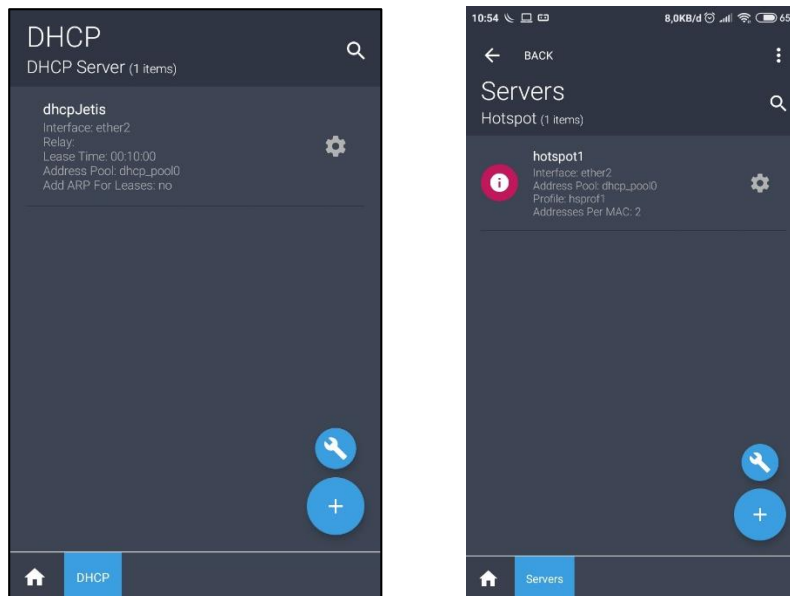 DHCP
DHCP Server (1 items)
dhcpJetis
Interface: ether2
Relay:
Lease Time: 00:10:00
Address Pool: dhcp_pool0
Add ARP For Leases: no
DHCP
10:54 8,0KB/d 65
BACK
Servers
Hotspot (1 items)
hotspot1
Interface: ether2
Address Pool: dhcp_pool0
Profile: hsprof1
Addresses Per MAC: 2
Servers